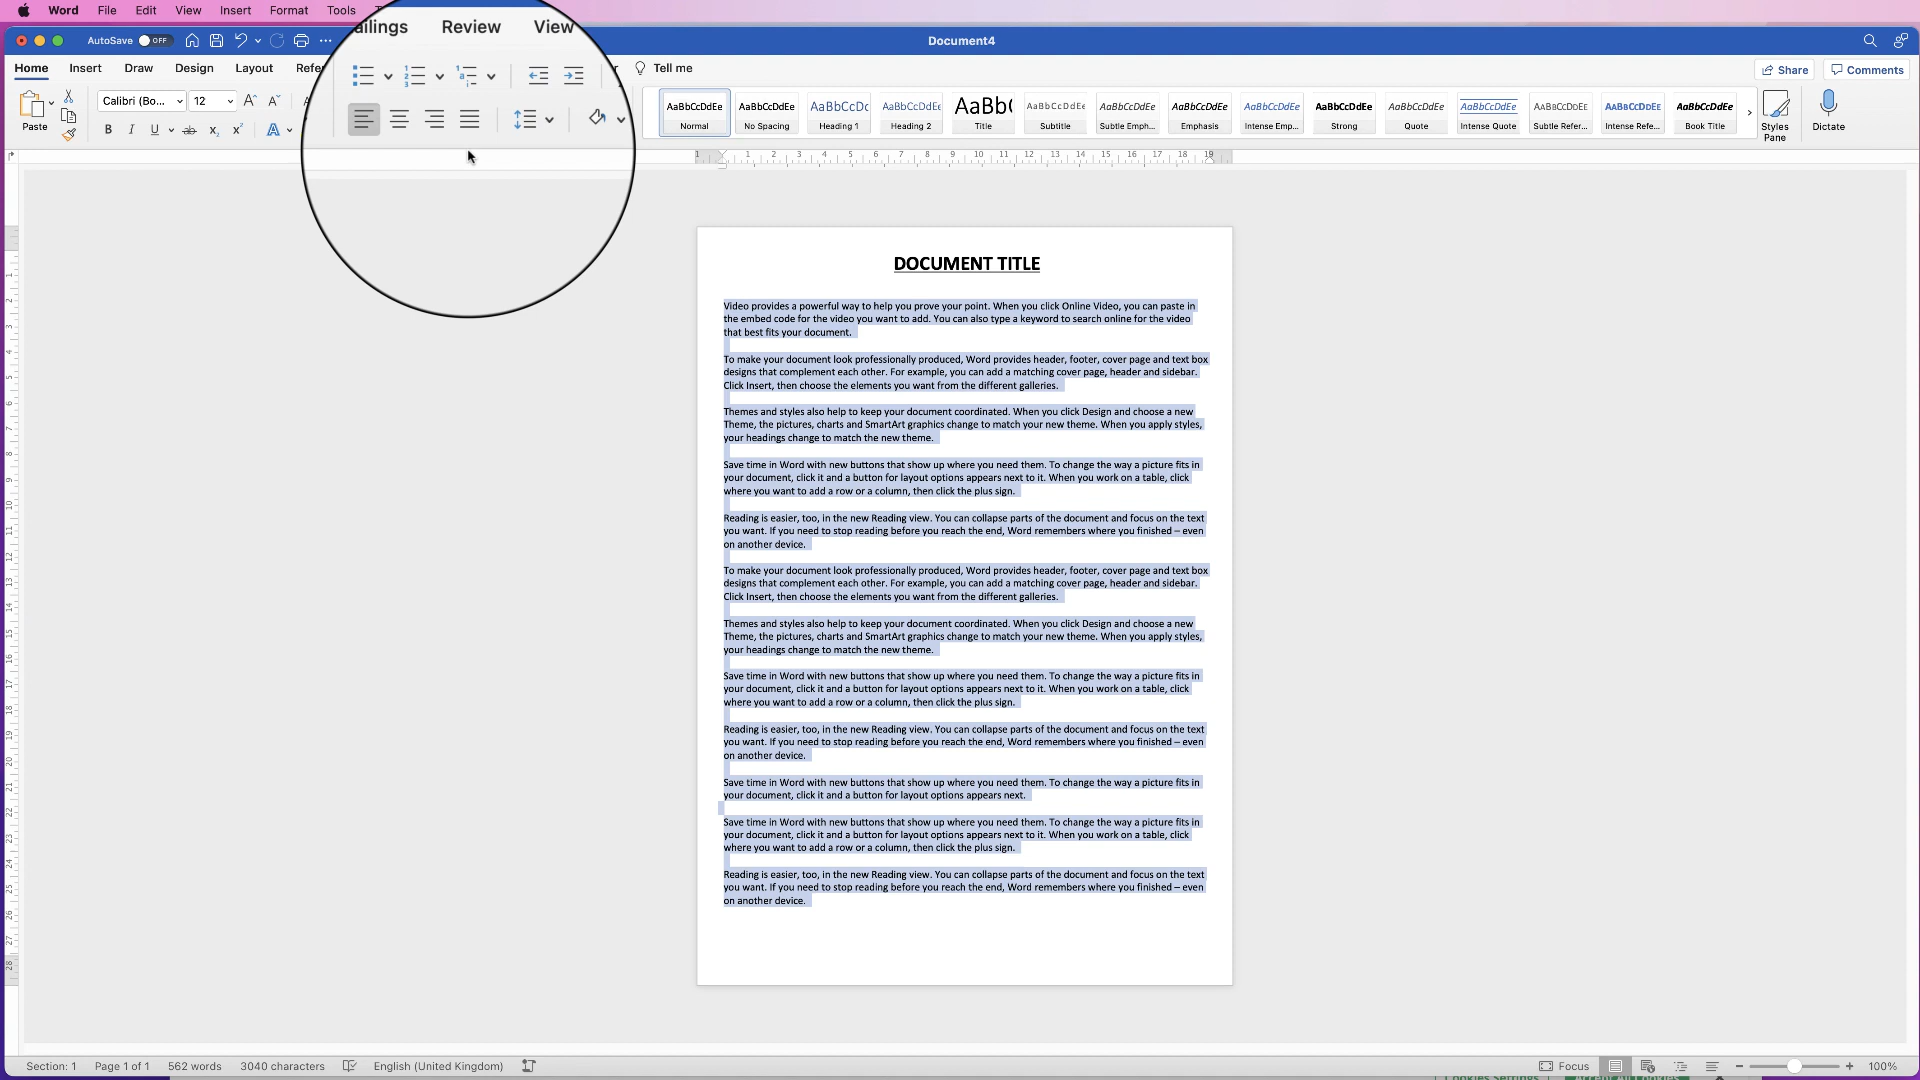 Word File Edit View Insert Format Tools
AutoSave OFF
Document4
ailings Review View
Home Insert Draw Design Layout Refer
Tell me
Share Comments
Paste
Calibri (Bo... 12
AaBbCcDdEe AaBbCcDdEe AaBbCcDc AaBbCcDdEe AaBb( AaBbCcDdEe AaBbCcDdEe AaBbCcDdEe AaBbCcDdEe AaBbCcDdEe AaBbCcDdEe AaBbCcDdEe AaBbCcDdEe AaBbCcDdEe AaBbCcDdEe
Normal No Spacing Heading 1 Heading 2 Title Subtitle Subtle Emph... Emphasis Intense Emp... Strong Quote Intense Quote Subtle Refer... Intense Refe... Book Title
Styles
Pane
Dictate
1 1 2 3 4 5 6 7 8 9 10 11 12 13 14 15 16 17 18 19
DOCUMENT TITLE
Video provides a powerful way to help you prove your point. When you click Online Video, you can paste in
the embed code for the video you want to add. You can also type a keyword to search online for the video
that best fits your document.
To make your document look professionally produced, Word provides header, footer, cover page and text box
designs that complement each other. For example, you can add a matching cover page, header and sidebar.
Click Insert, then choose the elements you want from the different galleries.
Themes and styles also help to keep your document coordinated. When you click Design and choose a new
Theme, the pictures, charts and SmartArt graphics change to match your new theme. When you apply styles,
your headings change to match the new theme.
Save time in Word with new buttons that show up where you need them. To change the way a picture fits in
your document, click it and a button for layout options appears next to it. When you work on a table, click
where you want to add a row or a column, then click the plus sign.
Reading is easier, too, in the new Reading view. You can collapse parts of the document and focus on the text
you want. If you need to stop reading before you reach the end, Word remembers where you finished – even
on another device.
To make your document look professionally produced, Word provides header, footer, cover page and text box
designs that complement each other. For example, you can add a matching cover page, header and sidebar.
Click Insert, then choose the elements you want from the different galleries.
Themes and styles also help to keep your document coordinated. When you click Design and choose a new
Theme, the pictures, charts and SmartArt graphics change to match your new theme. When you apply styles,
your headings change to match the new theme.
Save time in Word with new buttons that show up where you need them. To change the way a picture fits in
your document, click it and a button for layout options appears next to it. When you work on a table, click
where you want to add a row or a column, then click the plus sign.
Reading is easier, too, in the new Reading view. You can collapse parts of the document and focus on the text
you want. If you need to stop reading before you reach the end, Word remembers where you finished – even
on another device.
Save time in Word with new buttons that show up where you need them. To change the way a picture fits in
your document, click it and a button for layout options appears next.
Save time in Word with new buttons that show up where you need them. To change the way a picture fits in
your document, click it and a button for layout options appears next to it. When you work on a table, click
where you want to add a row or a column, then click the plus sign.
Reading is easier, too, in the new Reading view. You can collapse parts of the document and focus on the text
you want. If you need to stop reading before you reach the end, Word remembers where you finished – even
on another device.
Section: 1 Page 1 of 1 562 words 3040 characters English (United Kingdom) Focus 100%